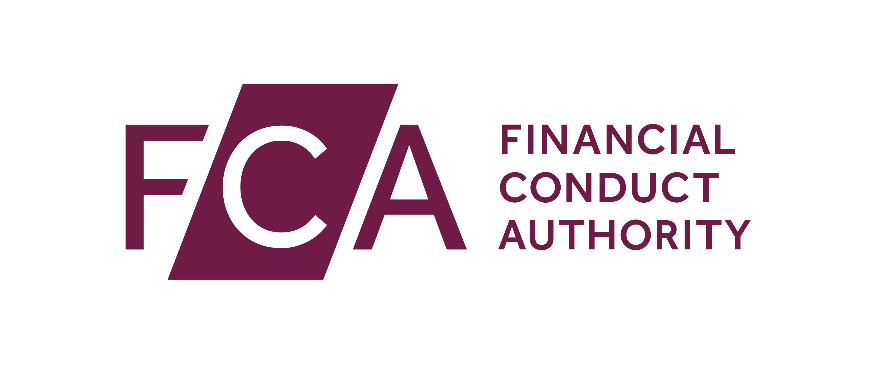 FCA
FINANCIAL
CONDUCT
AUTHORITY